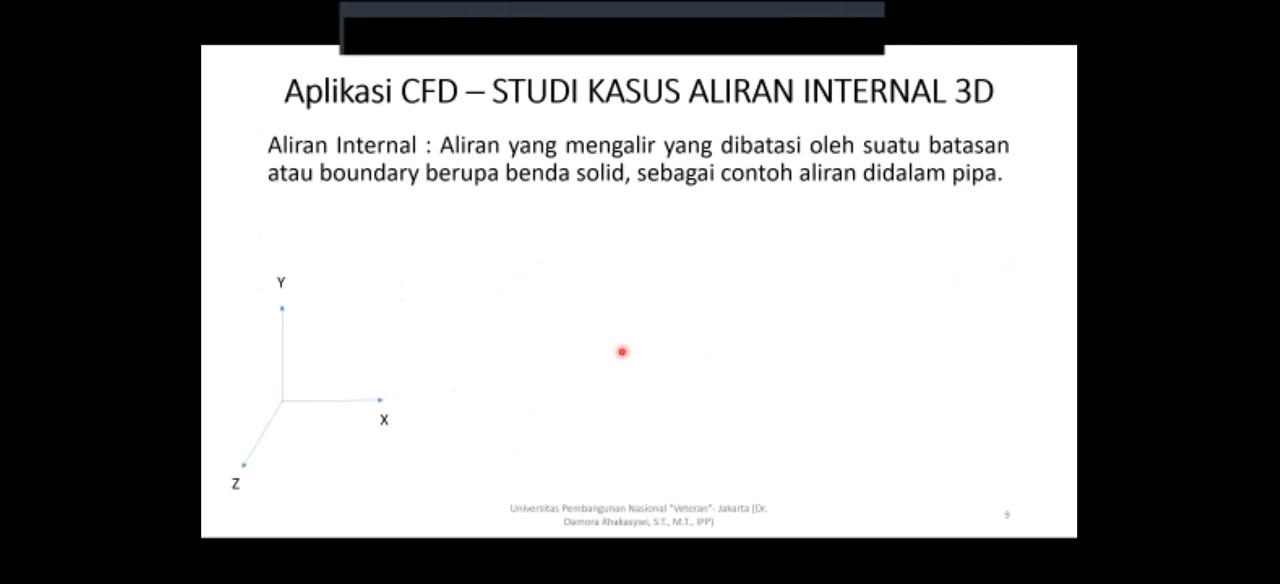 Aplikasi CFD – STUDI KASUS ALIRAN INTERNAL 3D
Aliran Internal : Aliran yang mengalir yang dibatasi oleh suatu batasan
atau boundary berupa benda solid, sebagai contoh aliran didalam pipa.
Y
X
Z
Universitas Pembangunan Nasional "Veteran"- Jakarta (Dr.
Damora Rhakasywi, S.T., M.T., IPP)
9